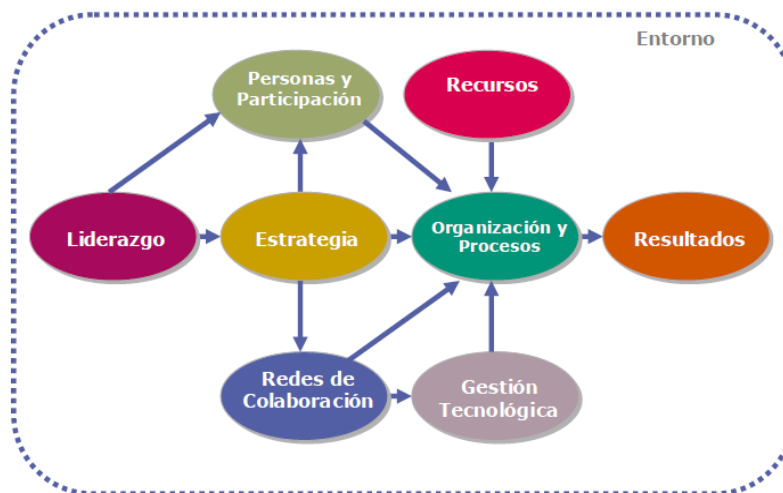 Entorno
Personas y
Participación
Recursos
Liderazgo
Estrategia
Organización y
Procesos
Resultados
Redes de
Colaboración
Gestión
Tecnológica